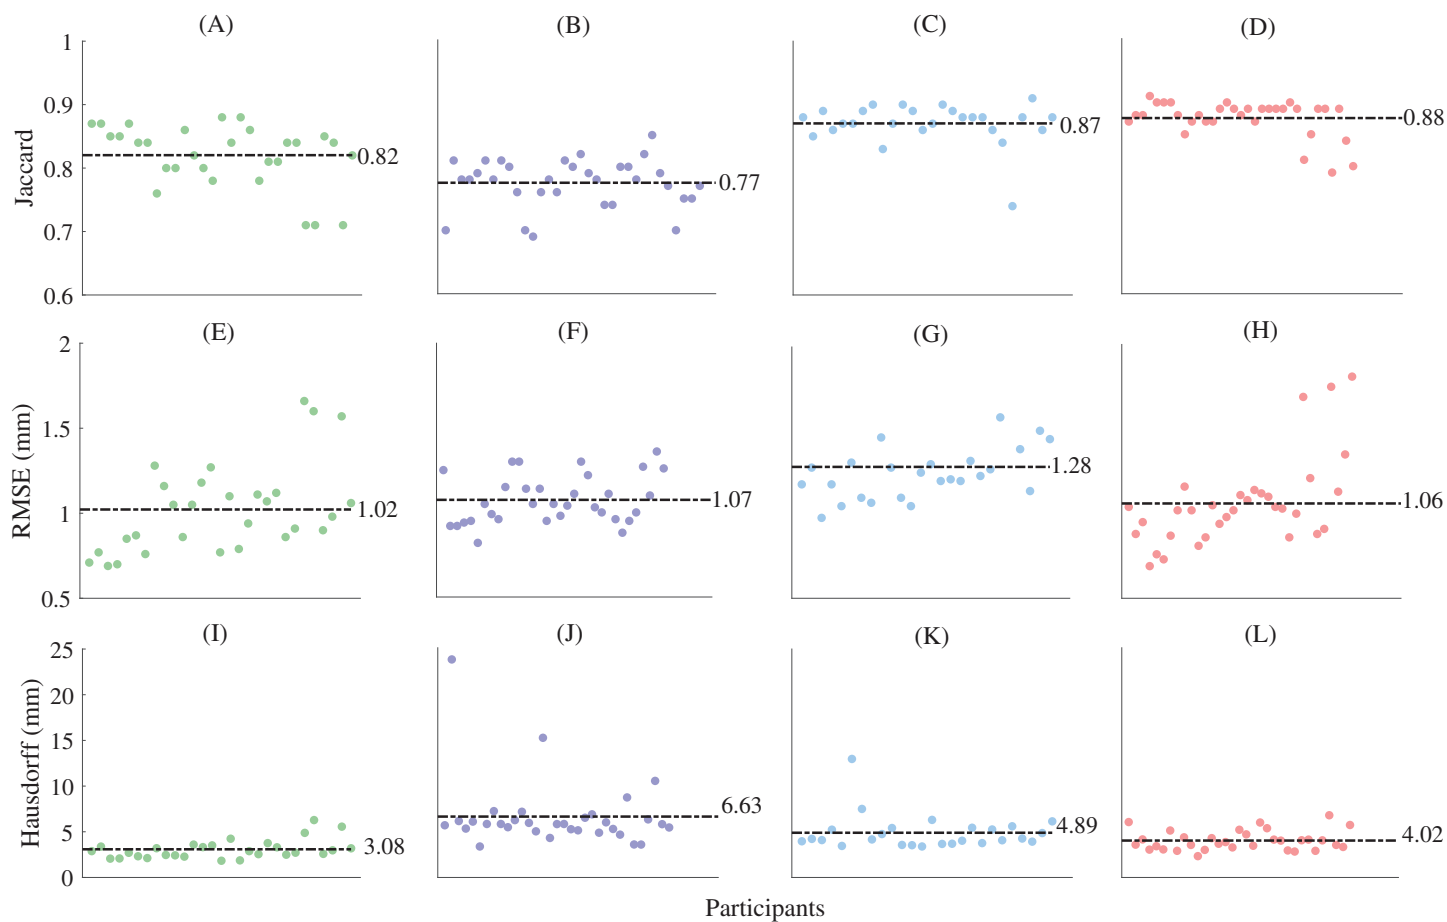 (A) (B) (C) (D)
1
0.9
0.8
0.7
0.6
Jaccard
0.82 0.77 0.87 0.88
(E) (F) (G) (H)
2
1.5
1
0.5
RMSE (mm)
1.02 1.07 1.28 1.06
(I) (J) (K) (L)
25
20
15
10
5
0
Hausdorff (mm)
3.08 6.63 4.89 4.02
Participants